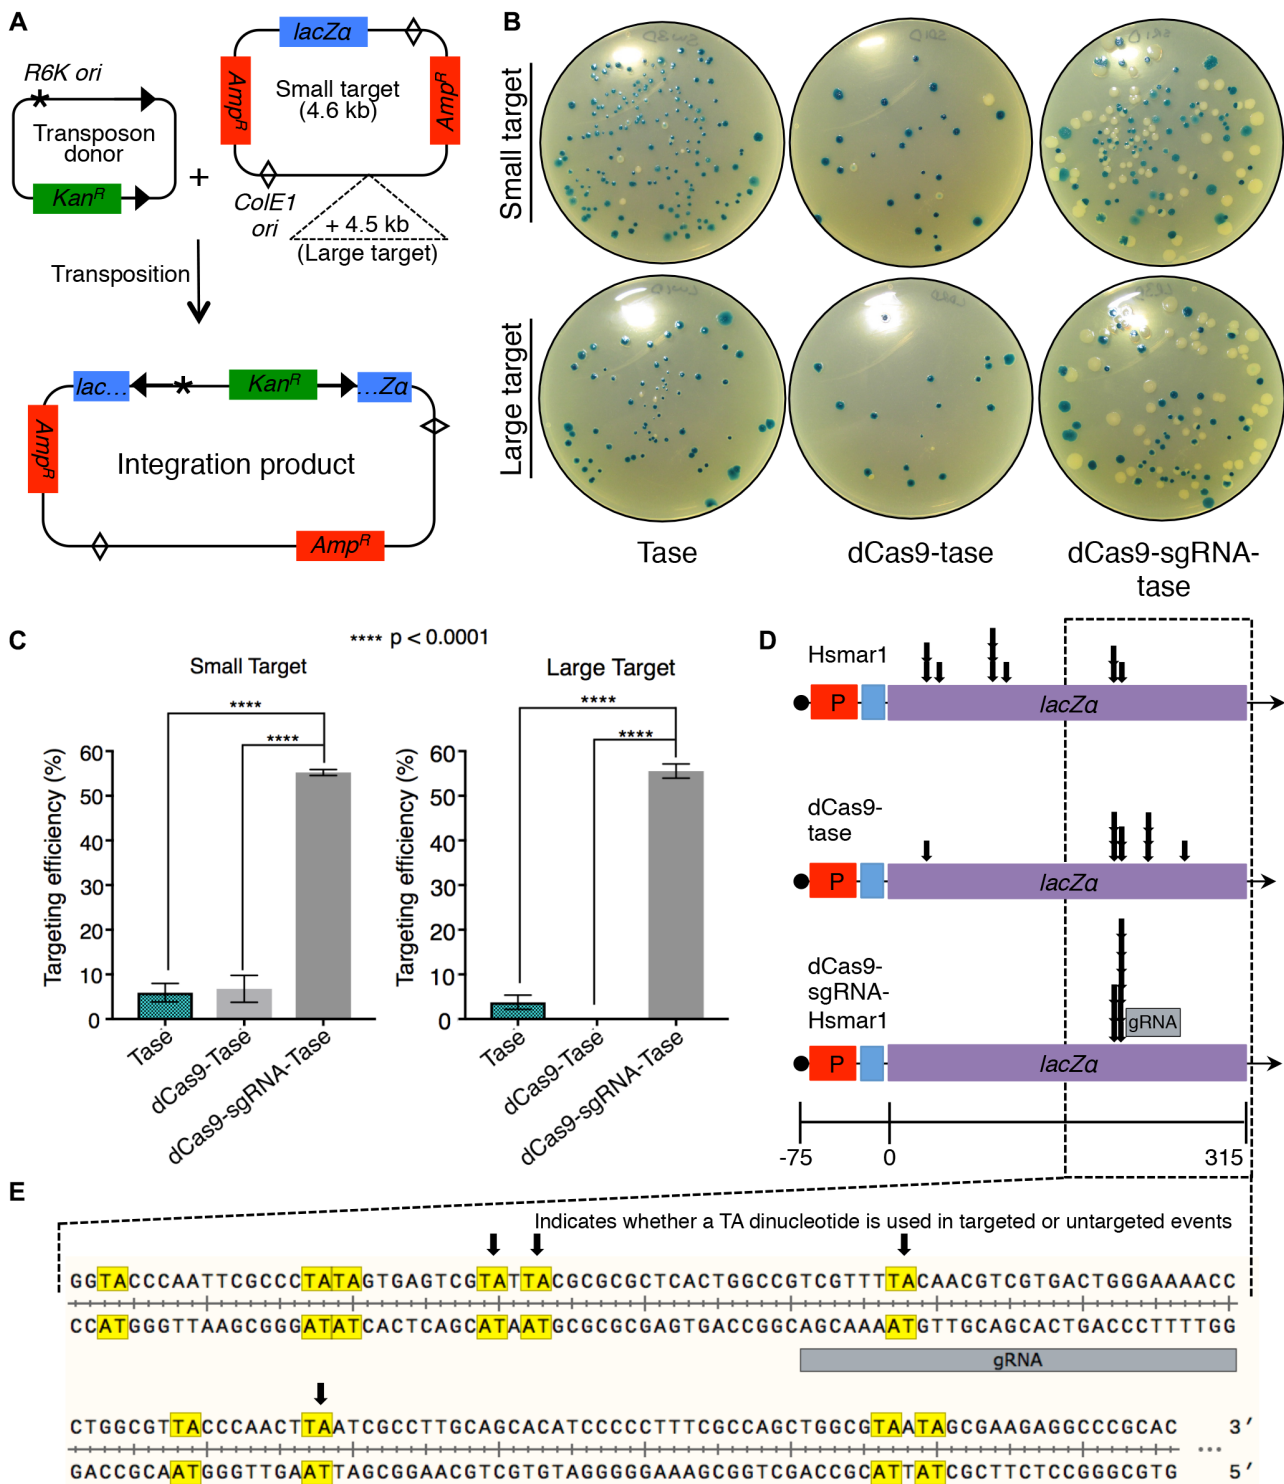 A
R6K ori
*
Transposon
donor
KanR
+
lacZα
AmpR
Small target
(4.6 kb)
AmpR
ColE1
ori
+ 4.5 kb
(Large target)
Transposition
lac...
*
KanR
...Zα
AmpR
Integration product
AmpR
B
Small target
Large target
Tase
dCas9-tase
dCas9-sgRNA-
tase
C
**** p < 0.0001
Small Target
****
****
Targeting efficiency (%)
60
50
40
30
20
10
0
Tase
dCas9-Tase
dCas9-sgRNA-Tase
Large Target
****
****
Targeting efficiency (%)
60
50
40
30
20
10
0
Tase
dCas9-Tase
dCas9-sgRNA-Tase
D
Hsmar1
P
lacZα
dCas9-
tase
P
lacZα
dCas9-
sgRNA-
Hsmar1
gRNA
P
lacZα
-75
0
315
E
Indicates whether a TA dinucleotide is used in targeted or untargeted events
GGTACCCAATTCGCCCTATAGTGAGTCGTATTACGCGCGCTCACTGGCCGTCGTTTTACAACGTCGTGACTGGGAAAACC
CCATGGGTTAAGCGGGATATCACTCAGCATAATGCGCGCGAGTGACCGGCAGCAAAATGTTGCAGCACTGACCCTTTTGG
gRNA
CTGGCGTTACCCAACTTAATCGCCTTGCAGCACATCCCCCTTTCGCCAGCTGGCGTAATAGCGAAGAGGCCCGCAC 3′
...
GACCGCAATGGGTTGAATTAGCGGAACGTCGTGTAGGGGGAAAGCGGTCGACCGCATTATCGCTTCTCCGGGCGTG 5′